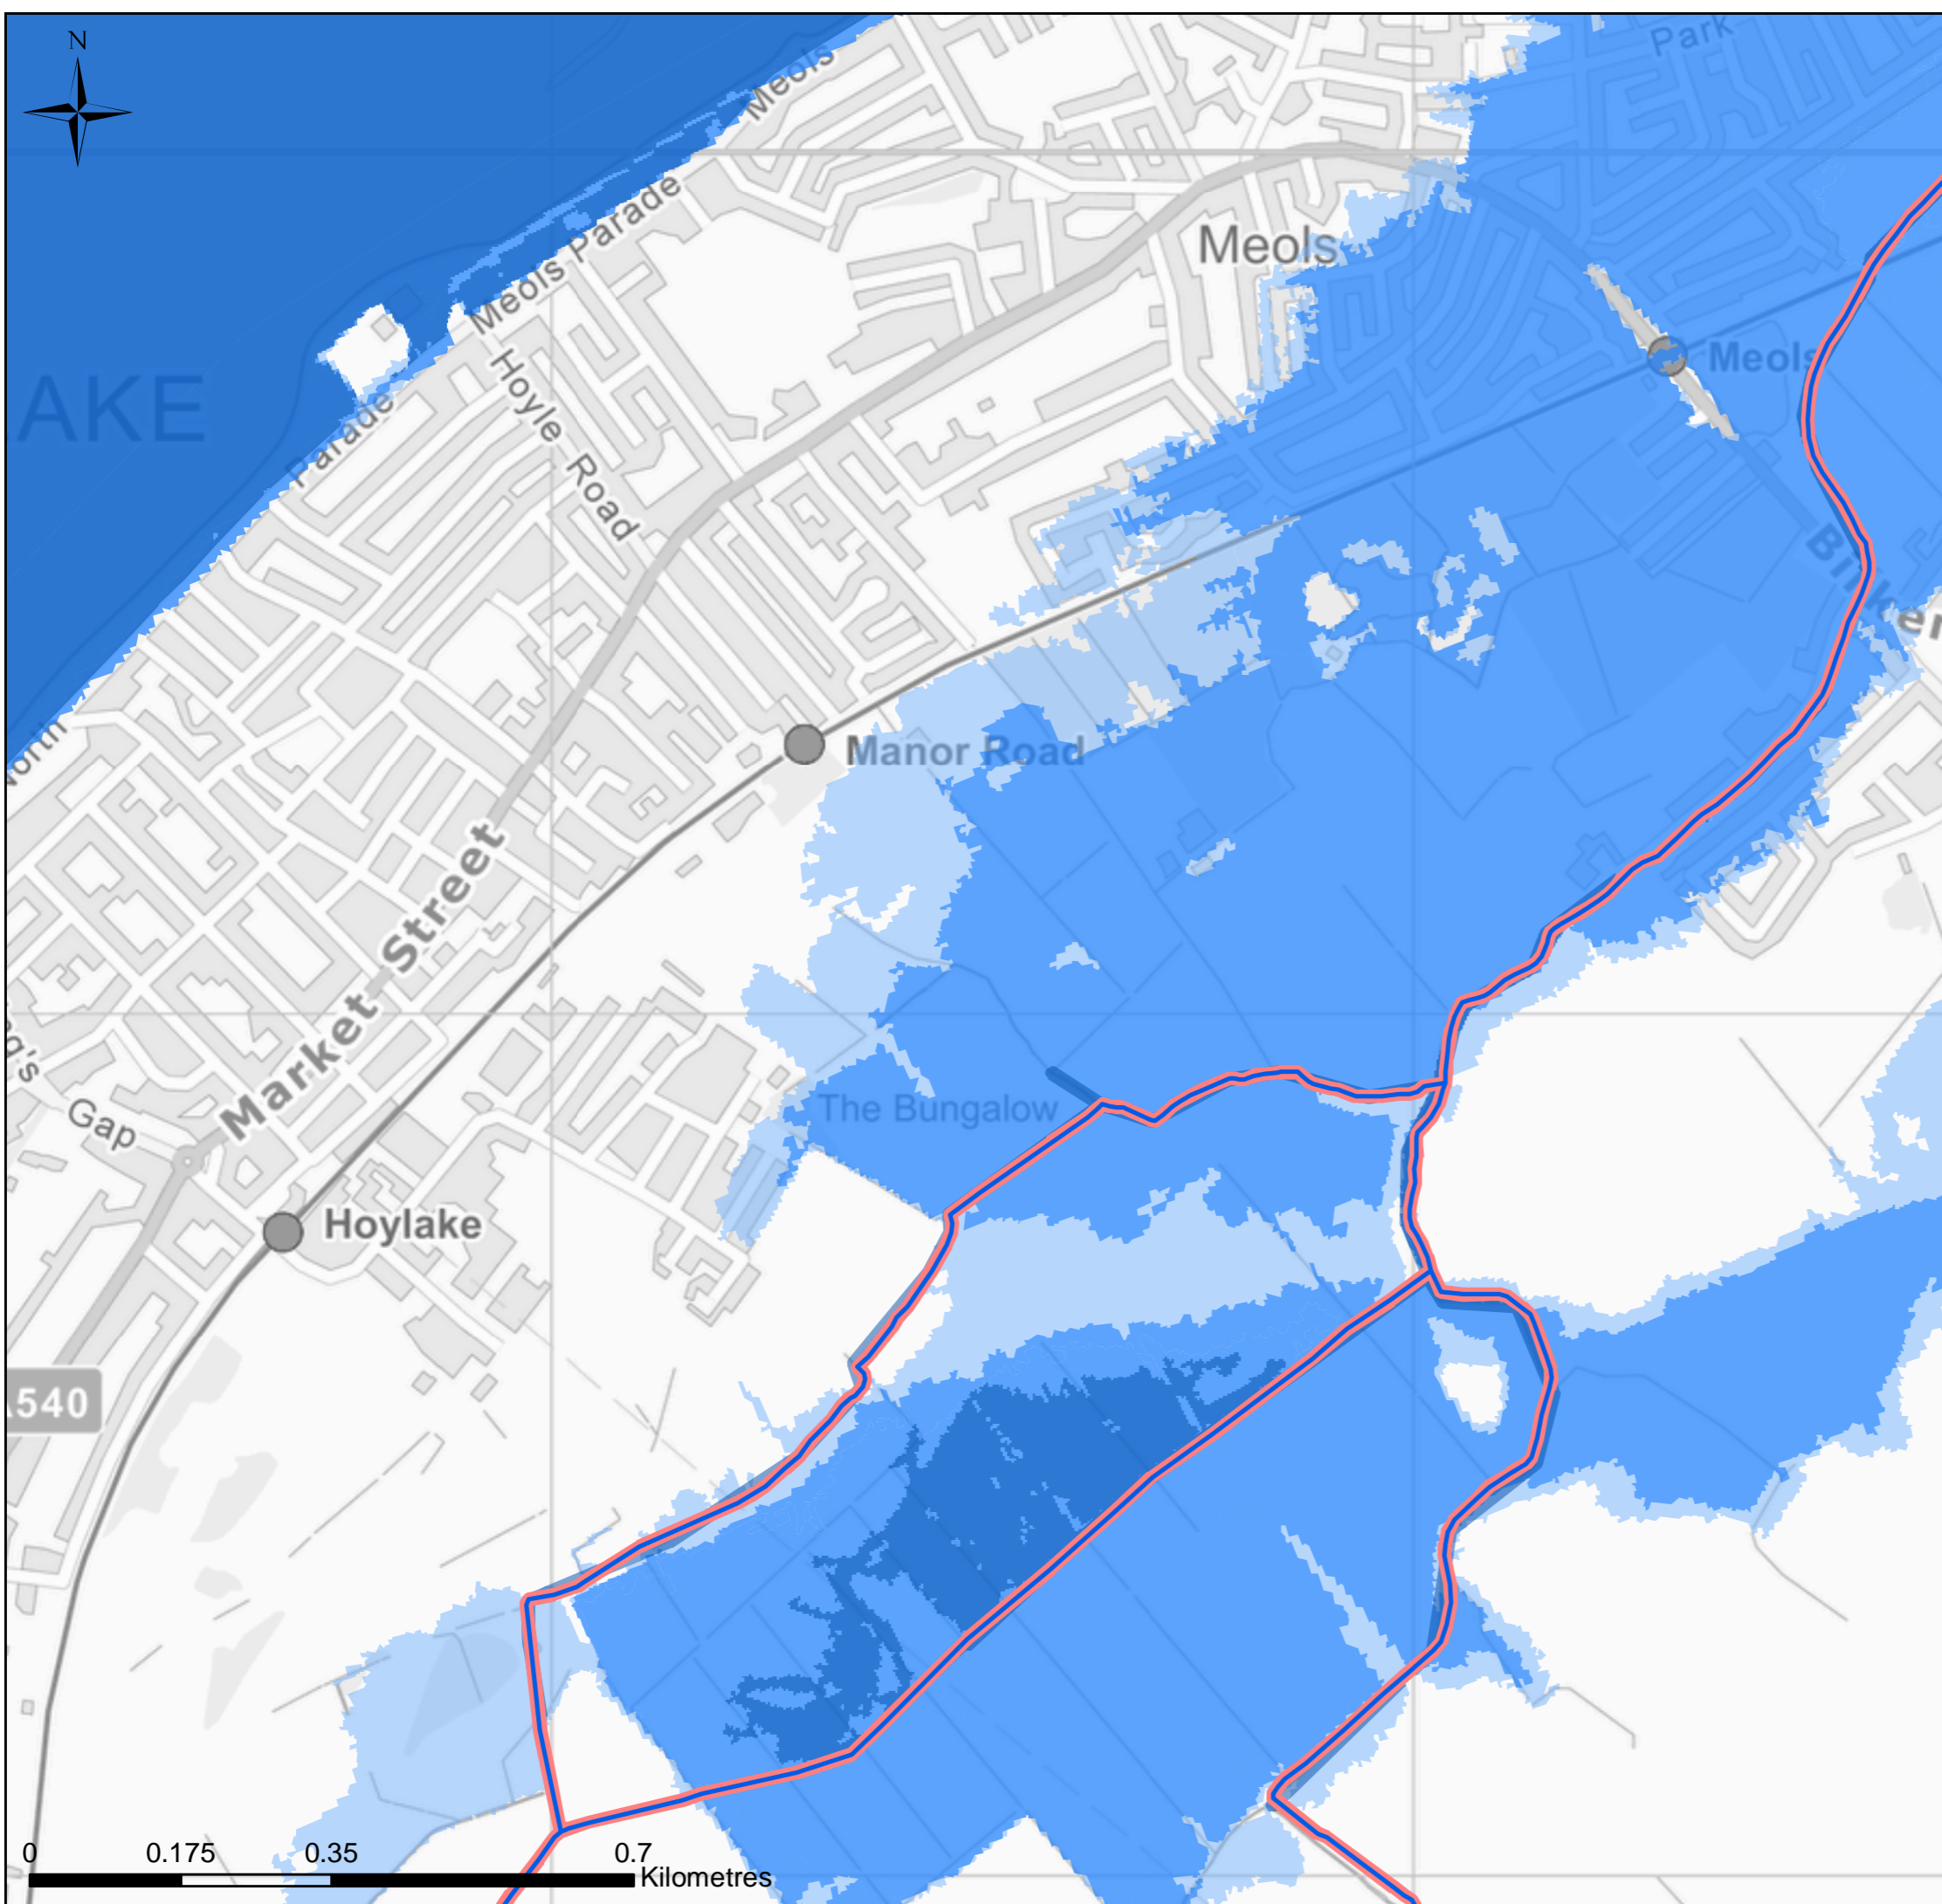 N
Park
Meols
Meols Parade
Meols
Hoyle Road
Meols
AKE
Parade
Manor Road
North
Market Street
Gap
The Bungalow
Hoylake
540
0 0.175 0.35 0.7
Kilometres